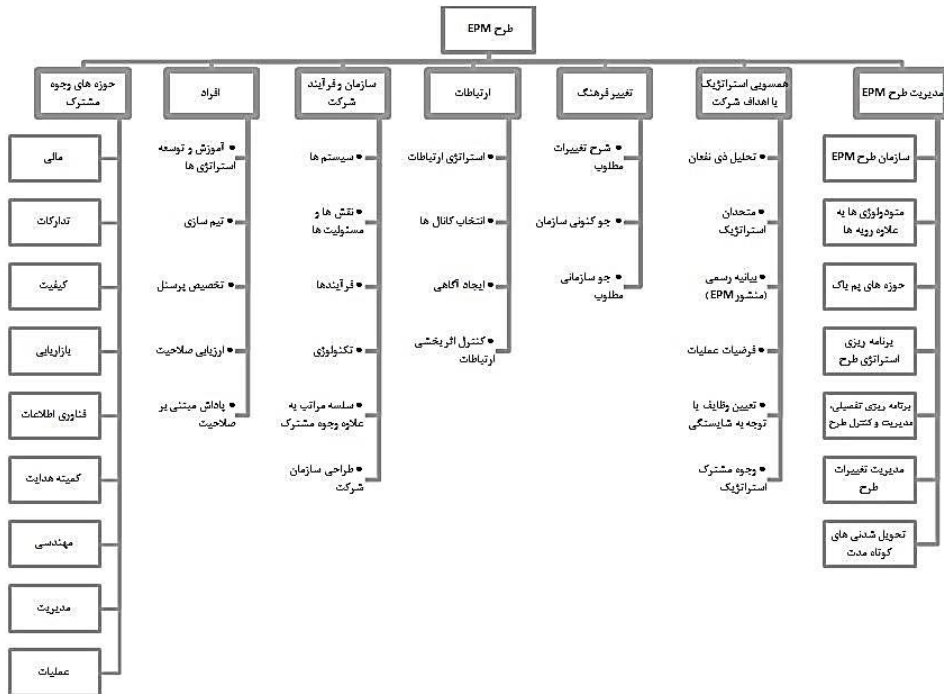 طرح EPM
مدیریت طرح EPM
سازمان طرح EPM
متودولوژی ها به
علاوه رویه ها
حوزه های پم باک
برنامه ریزی
استراتژی طرح
برنامه ریزی تفصیلی،
مدیریت و کنترل طرح
مدیریت تغییرات
طرح
تحویل شدنی های
کوتاه مدت
همسویی استراتژیک
با اهداف شرکت
• تحلیل ذی نفعان
• متحدان
استراتژیک
• بیانیه رسمی
(منشور EPM)
• فرضیات عملیات
• تعیین وظایف با
توجه به شایستگی
• وجوه مشترک
استراتژیک
تغییر فرهنگ
• شرح تغییرات
مطلوب
• جو کنونی سازمان
• جو سازمانی
مطلوب
ارتباطات
• استراتژی ارتباطات
• انتخاب کانال ها
• ایجاد آگاهی
• کنترل اثربخشی
ارتباطات
سازمان و فرآیند
شرکت
• سیستم ها
• نقش ها و
مسئولیت ها
• فرآیندها
• تکنولوژی
• سلسه مراتب به
علاوه وجوه مشترک
• طراحی سازمان
شرکت
افراد
• آموزش و توسعه
استراتژی ها
• تیم سازی
• تخصیص پرسنل
• ارزیابی صلاحیت
• پاداش مبتنی بر
صلاحیت
حوزه های وجوه
مشترک
مالی
تدارکات
کیفیت
بازاریابی
فناوری اطلاعات
کمیته هدایت
مهندسی
مدیریت
عملیات